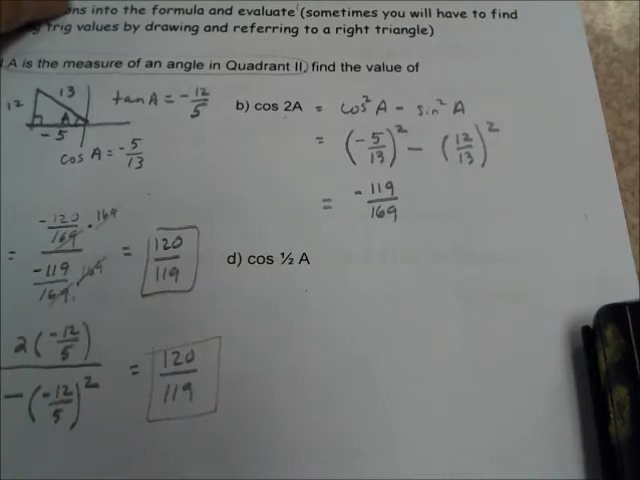 into the formula and evaluate (sometimes you will have to find
trig values by drawing and referring to a right triangle)
A is the measure of an angle in Quadrant II, find the value of
13 tan A = -12/5
12 A b) cos 2A = cos² A - sin² A
-5
cos A = -5/13 = (-5/13)² - (12/13)²
= -119/169
= (-120/169 · 169)/(-119/169 · 169) = 120/119 d) cos ½ A
2(-12/5)/-(-12/5)² = 120/119